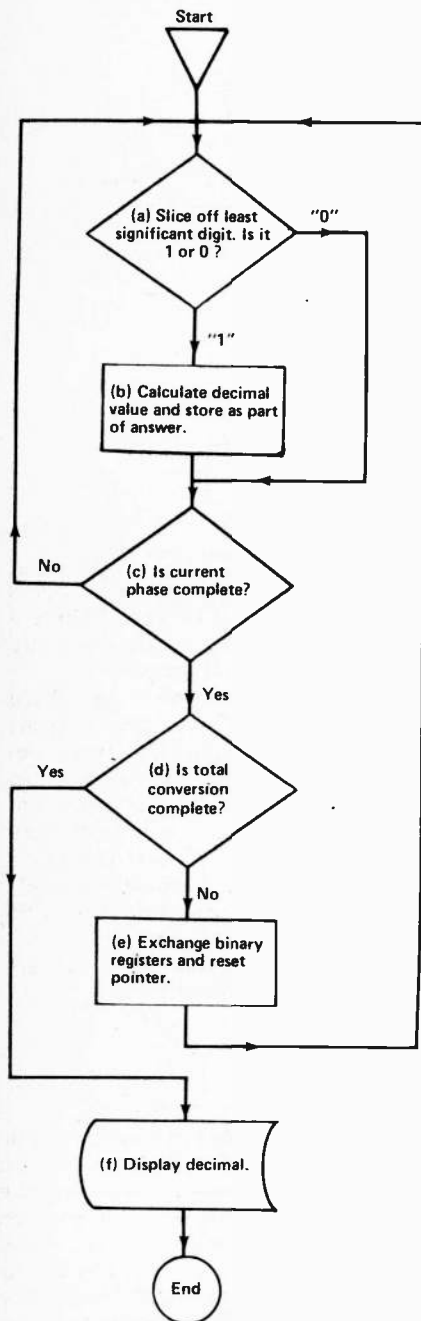 Start
(a) Slice off least
significant digit. Is it
1 or 0 ?
"0"
"1"
(b) Calculate decimal
value and store as part
of answer.
No
(c) Is current
phase complete?
Yes
Yes
(d) Is total
conversion
complete?
No
(e) Exchange binary
registers and reset
pointer.
(f) Display decimal.
End